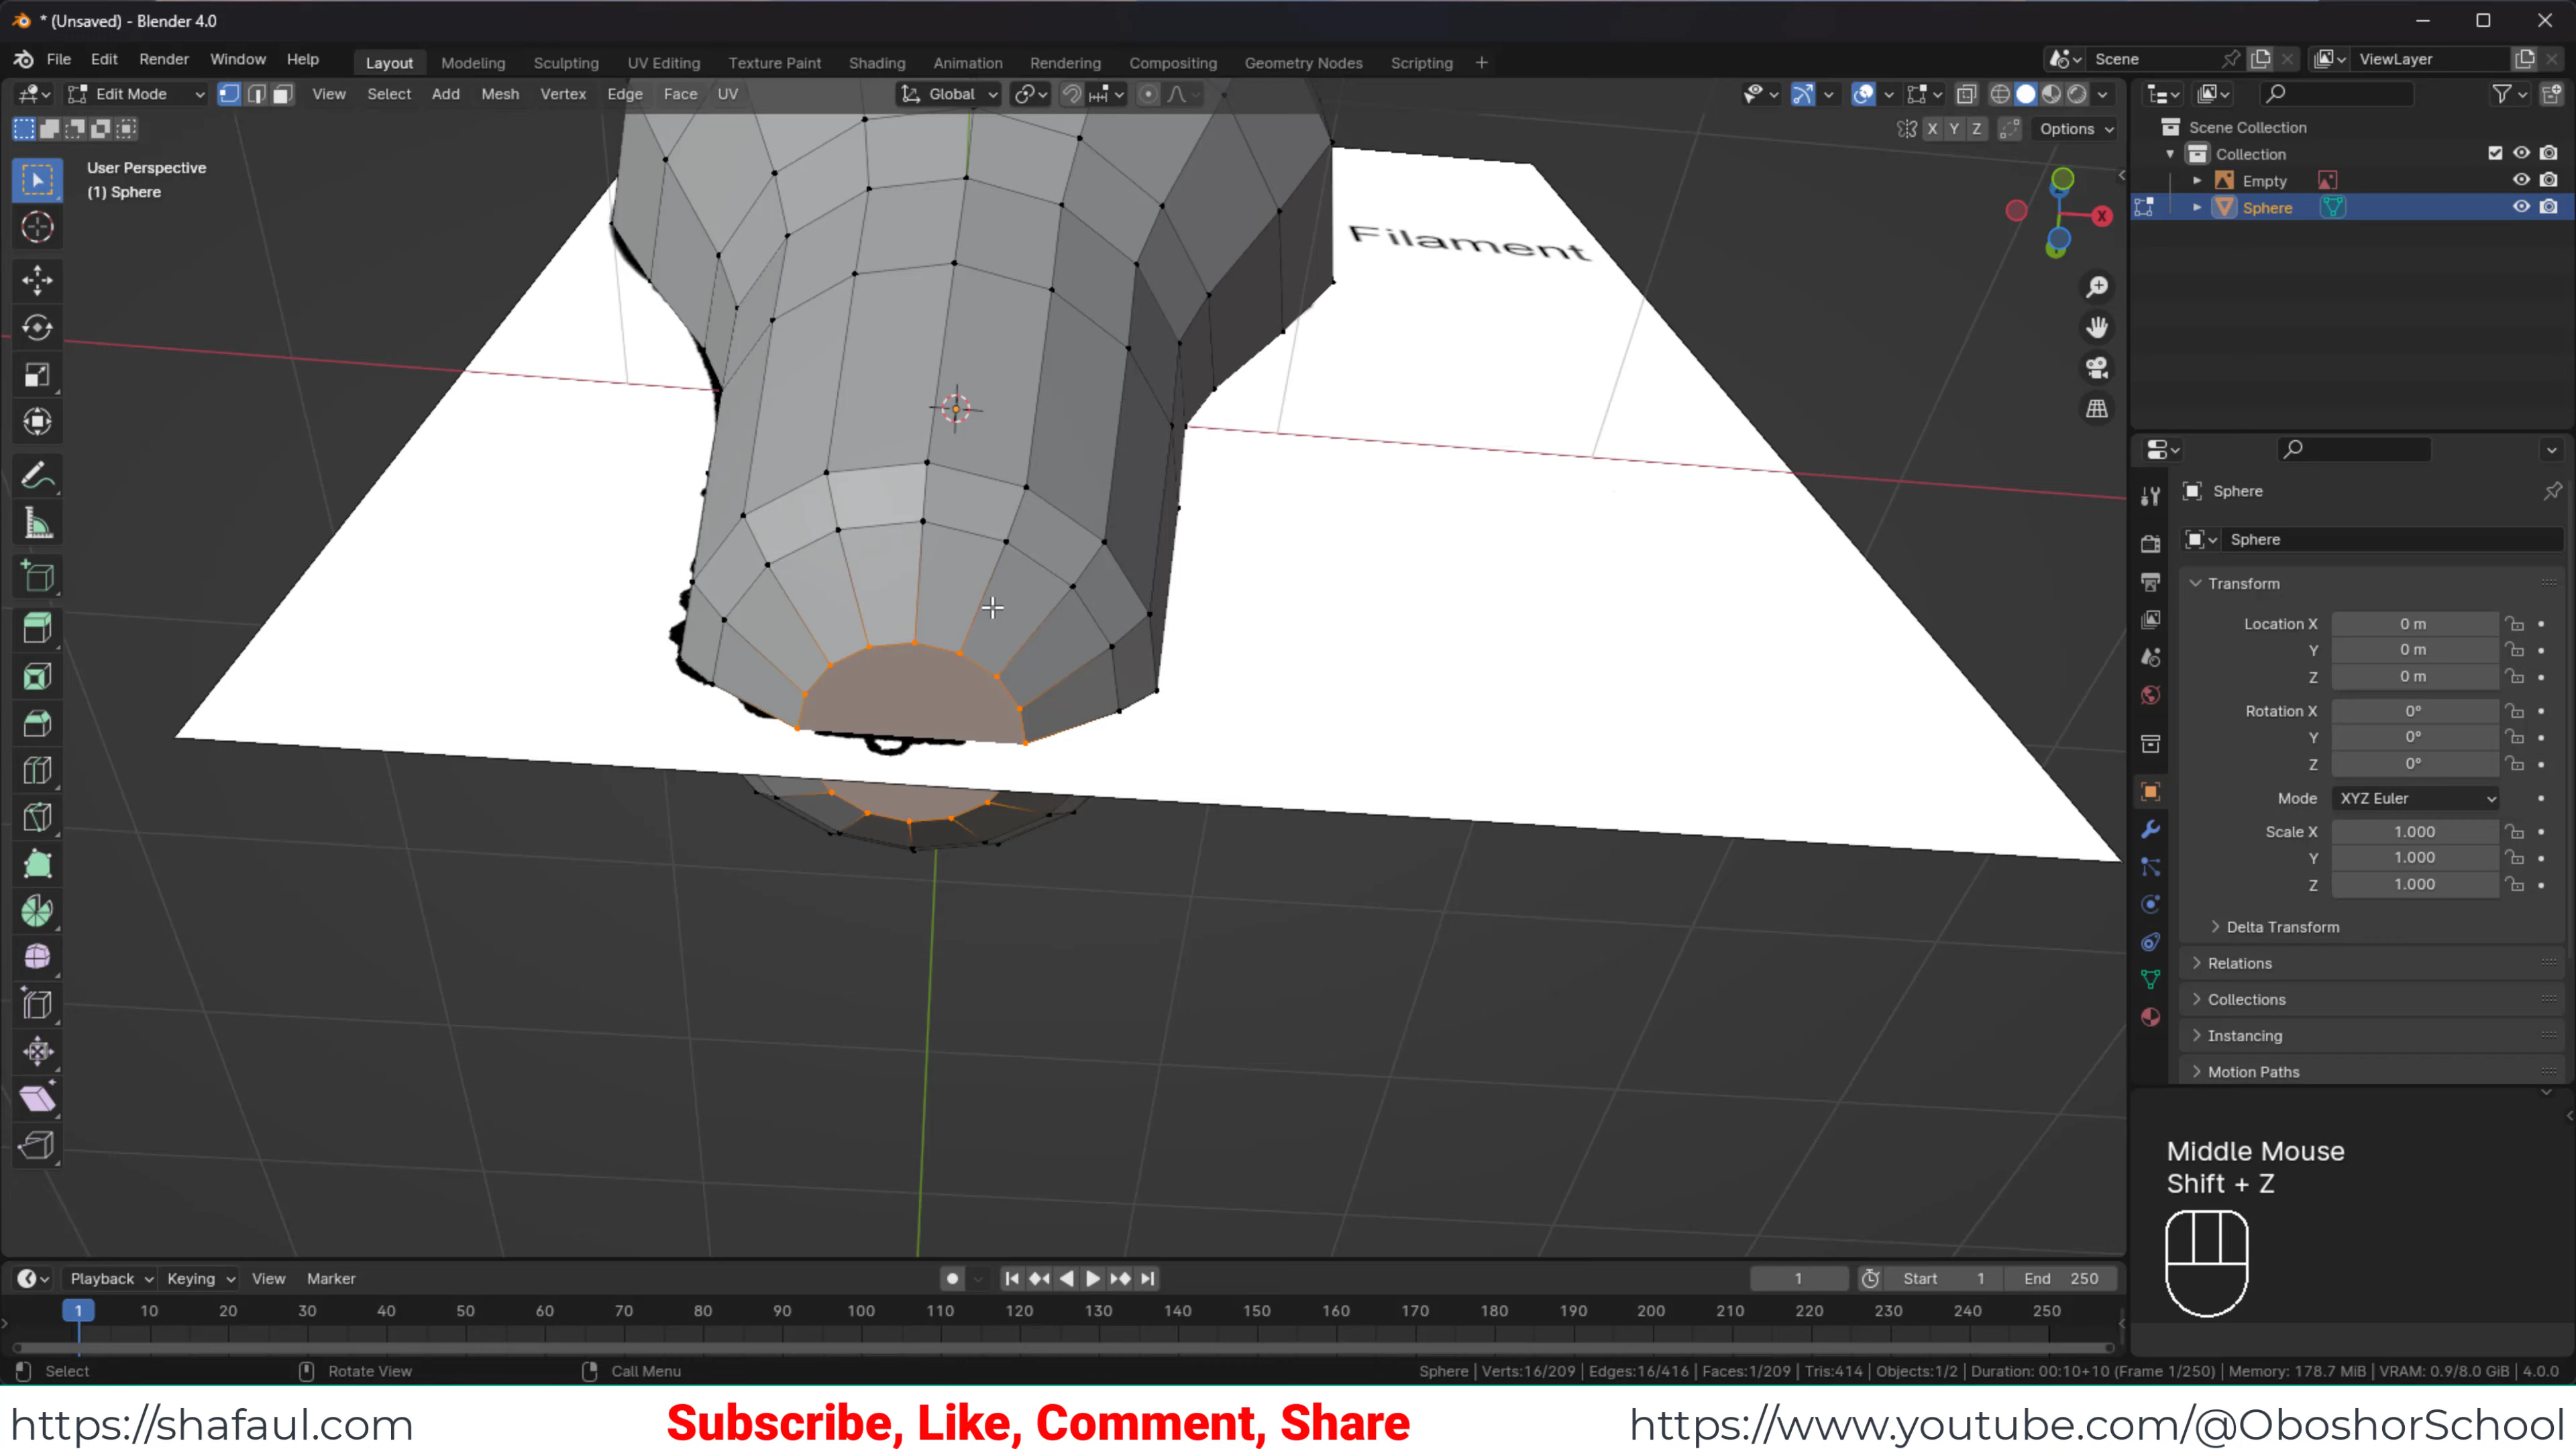 * (Unsaved) - Blender 4.0
File Edit Render Window Help
Layout Modeling Sculpting UV Editing Texture Paint Shading Animation Rendering Compositing Geometry Nodes Scripting +
Scene
ViewLayer
Edit Mode
View Select Add Mesh Vertex Edge Face UV
Global
X Y Z
Options
User Perspective
(1) Sphere
Filament
X
Scene Collection
Collection
Empty
Sphere
Sphere
Sphere
Transform
Location X 0 m
Y 0 m
Z 0 m
Rotation X 0°
Y 0°
Z 0°
Mode XYZ Euler
Scale X 1.000
Y 1.000
Z 1.000
Delta Transform
Relations
Collections
Instancing
Motion Paths
Middle Mouse
Shift + Z
Playback Keying View Marker
1
Start 1
End 250
1 10 20 30 40 50 60 70 80 90 100 110 120 130 140 150 160 170 180 190 200 210 220 230 240 250
Select
Rotate View
Call Menu
Sphere | Verts:16/209 | Edges:16/416 | Faces:1/209 | Tris:414 | Objects:1/2 | Duration: 00:10+10 (Frame 1/250) | Memory: 178.7 MiB | VRAM: 0.9/8.0 GiB | 4.0.0
https://shafaul.com
Subscribe, Like, Comment, Share
https://www.youtube.com/@OboshorSchool